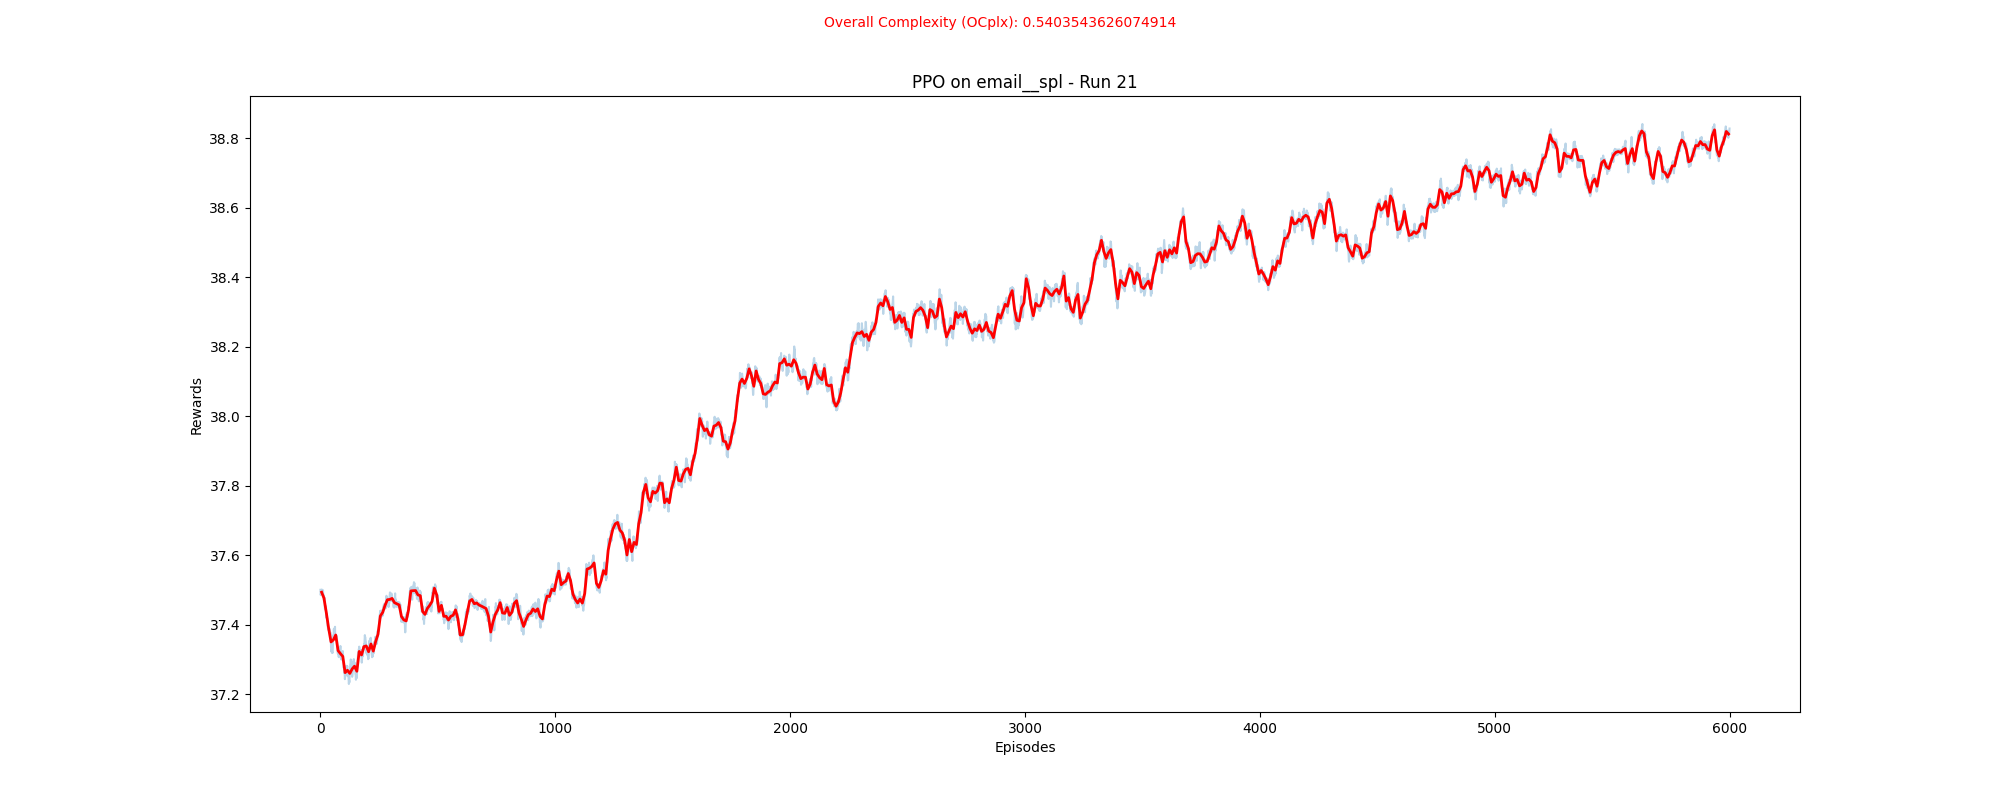 Overall Complexity (OCplx): 0.5403543626074914
PPO on email__spl - Run 21
38.8
38.6
38.4
38.2
38.0
37.8
37.6
37.4
37.2
Rewards
0 1000 2000 3000 4000 5000 6000
Episodes